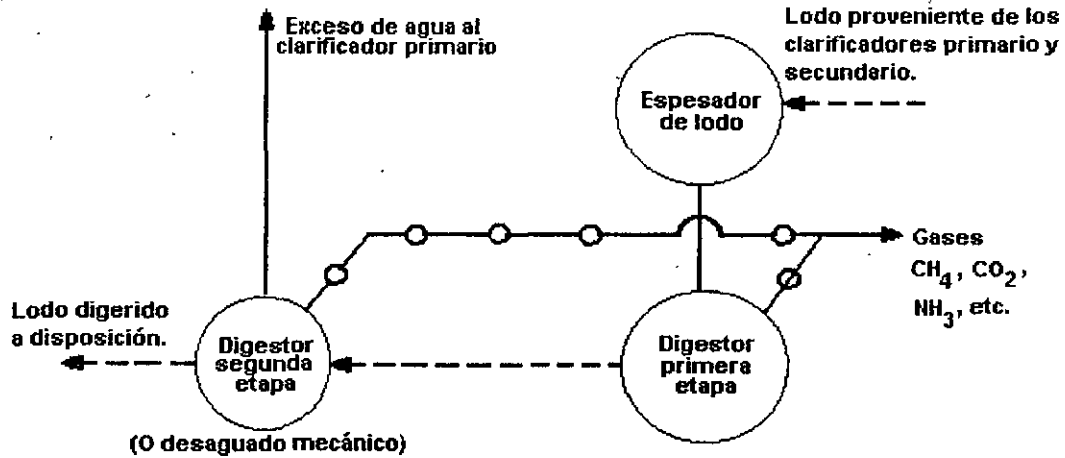 Exceso de agua al
clarificador primario
Lodo proveniente de los
clarificadores primario y
secundario.
Espesador
de lodo
Gases
CH₄, CO₂,
NH₃, etc.
Lodo digerido
a disposición.
Digestor
segunda
etapa
Digestor
primera
etapa
(O desaguado mecánico)